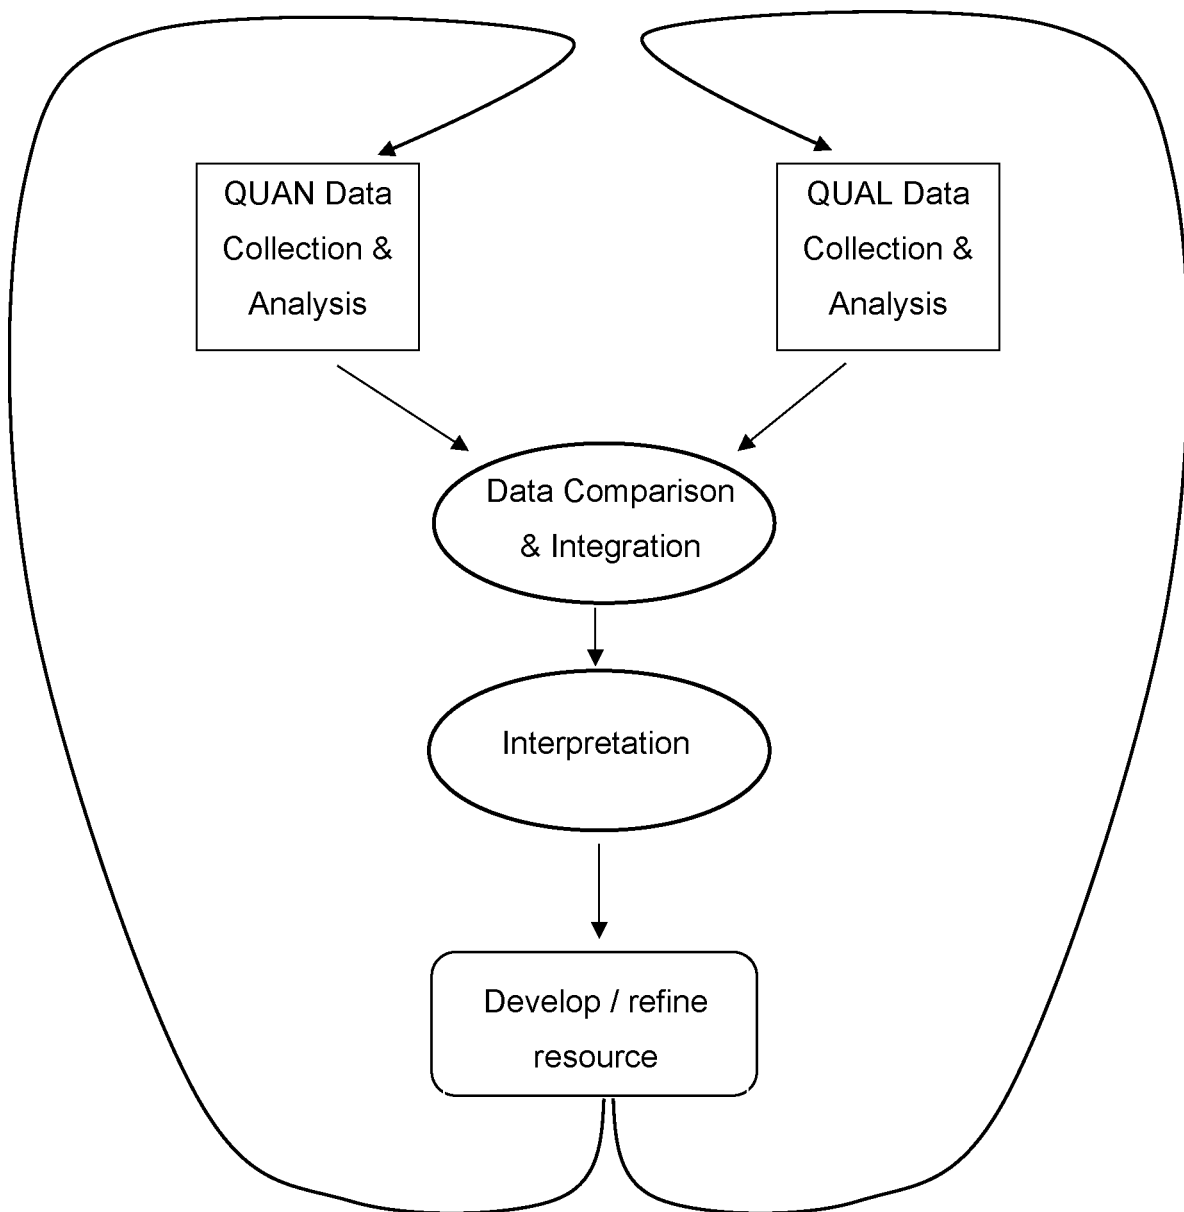 QUAN Data
Collection &
Analysis
QUAL Data
Collection &
Analysis
Data Comparison
& Integration
Interpretation
Develop / refine
resource